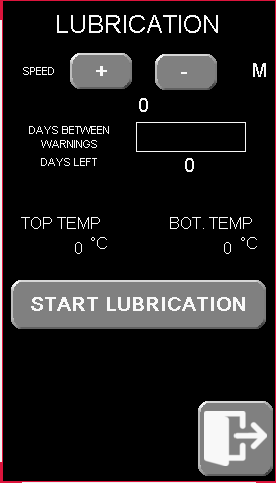 LUBRICATION
SPEED + - M
0
DAYS BETWEEN
WARNINGS
DAYS LEFT 0
TOP TEMP BOT. TEMP
0 °C 0 °C
START LUBRICATION